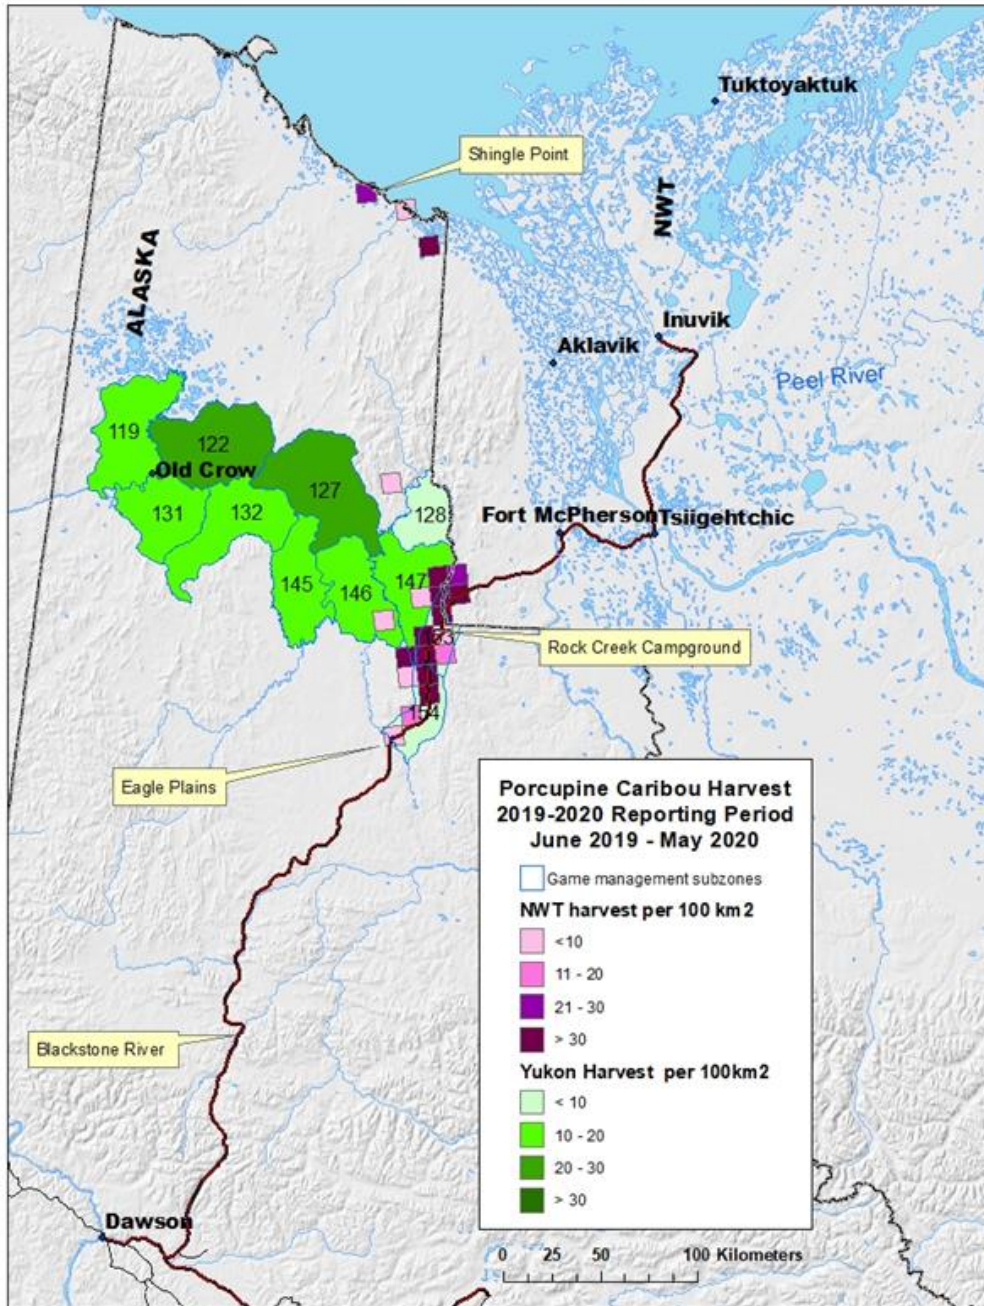 Tuktoyaktuk
Shingle Point
NWT
ALASKA
Inuvik
Aklavik
Peel River
119
122
Old Crow
127
131
132
128
Fort McPherson
Tsiigehtchic
145
146
147
Rock Creek Campground
154
Eagle Plains
Porcupine Caribou Harvest
2019-2020 Reporting Period
June 2019 - May 2020
Game management subzones
NWT harvest per 100 km2
<10
11 - 20
21 - 30
> 30
Yukon Harvest per 100km2
< 10
10 - 20
20 - 30
> 30
Blackstone River
Dawson
0 25 50 100 Kilometers